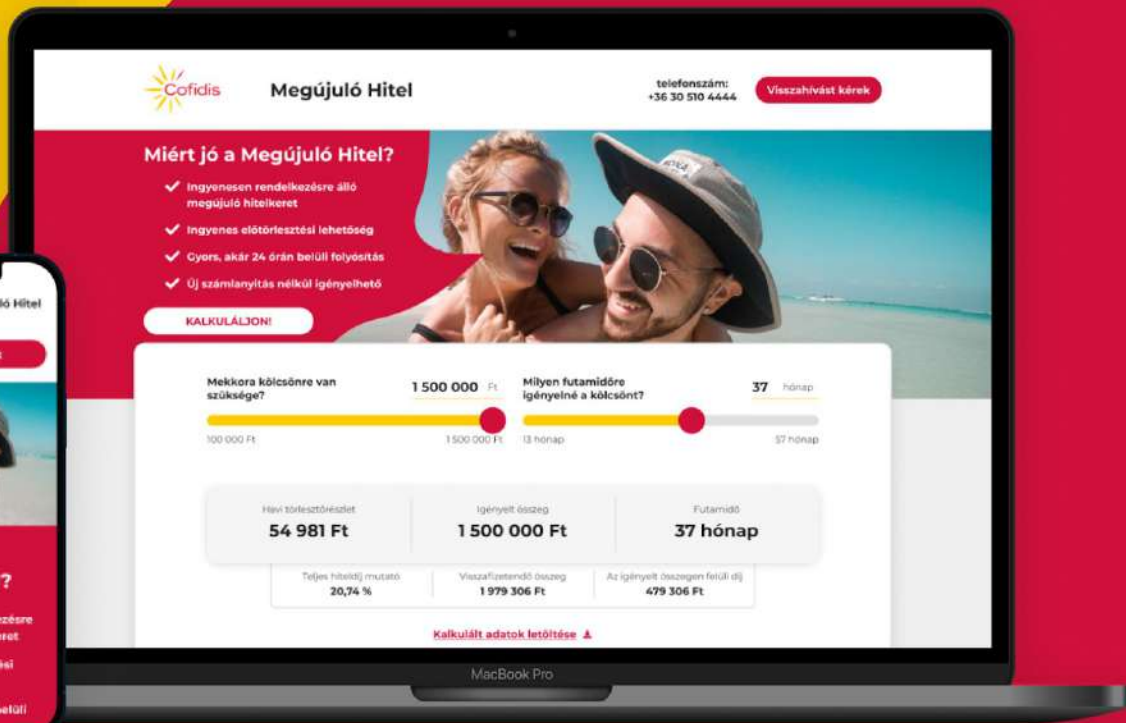 Cofidis
Megújuló Hitel
telefonszám:
+36 30 510 4444
Visszahívást kérek
Miért jó a Megújuló Hitel?
Ingyenesen rendelkezésre álló
megújuló hitelkeret
Ingyenes előtörlesztési lehetőség
Gyors, akár 24 órán belüli folyósítás
Új számlanyitás nélkül igényelhető
KALKULÁLJON!
Mekkora kölcsönre van
szüksége?
1 500 000 Ft
100 000 Ft
1 500 000 Ft
Milyen futamidőre
igényelné a kölcsönt?
37 hónap
13 hónap
57 hónap
Havi törlesztőrészlet
54 981 Ft
Igényelt összeg
1 500 000 Ft
Futamidő
37 hónap
Teljes hiteldíj mutató
20,74 %
Visszafizetendő összeg
1 979 306 Ft
Az igényelt összegen felüli díj
479 306 Ft
Kalkulált adatok letöltése
MacBook Pro
Hitel
?